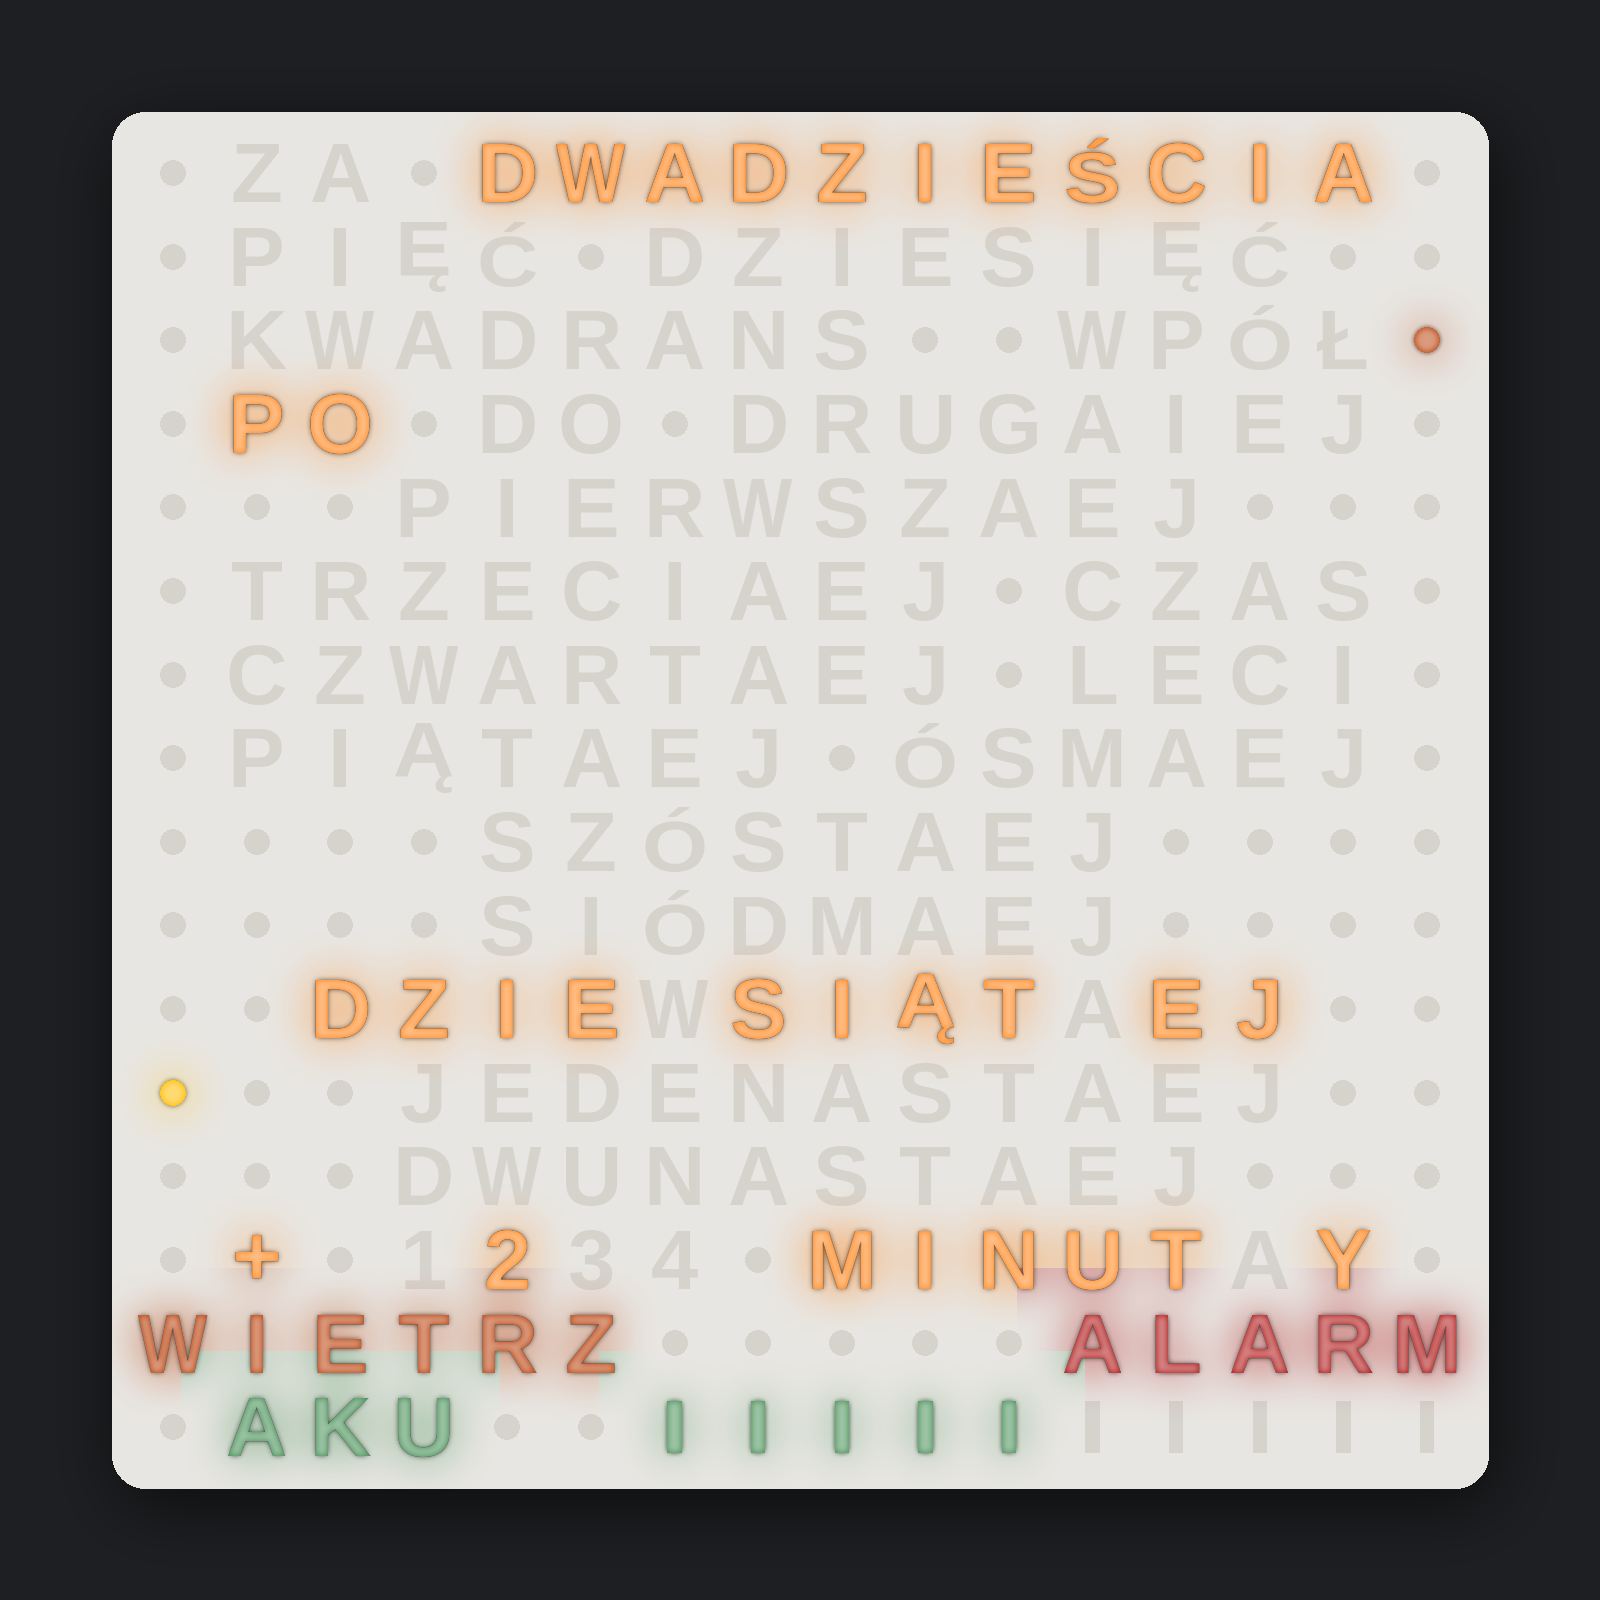 ZA DWADZIEŚCIA
PIĘĆ DZIESIĘĆ
KWADRANS WPÓŁ
PO DO DRUGAIEJ
PIERWSZAEJ
TRZECIAEJ CZAS
CZWARTAEJ LECI
PIĄTAEJ ÓSMAEJ
SZÓSTAEJ
SIÓDMAEJ
DZIEWSIĄTAEJ
JEDENASTAEJ
DWUNASTAEJ
+ 1234 MINUTAY
WIETRZ ALARM
AKU IIIIIIIIII